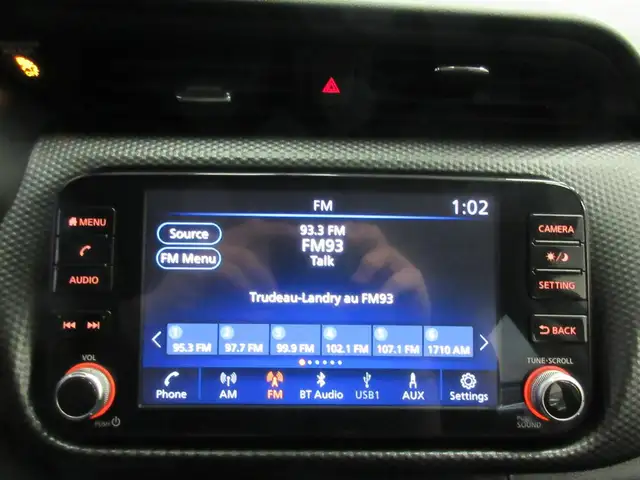 FM
1:02
MENU
AUDIO
VOL
PUSH
Source
FM Menu
93.3 FM
FM93
Talk
Trudeau-Landry au FM93
1 2 3 4 5 6
95.3 FM 97.7 FM 99.9 FM 102.1 FM 107.1 FM 1710 AM
Phone AM FM BT Audio USB1 AUX Settings
CAMERA
SETTING
BACK
TUNE·SCROLL
PUSH
SOUND